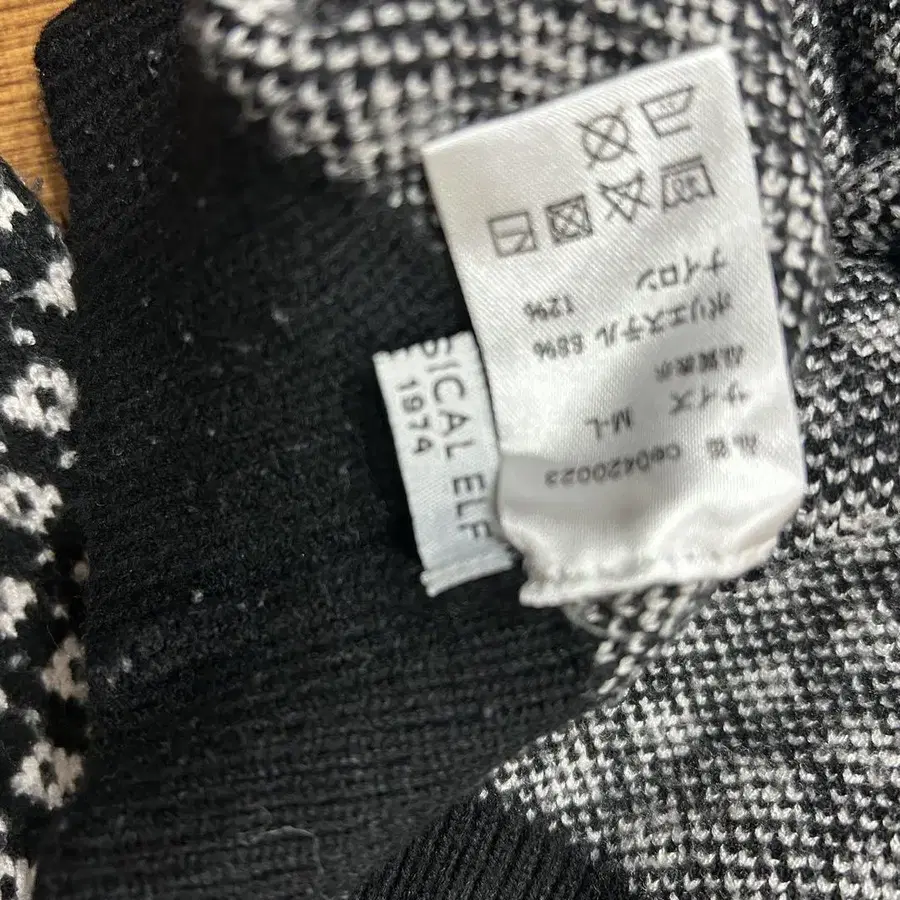 品番 ce0420023
サイズ M-L
品質表示
ポリエステル 88%
ナイロン 12%
SICAL ELF
1974